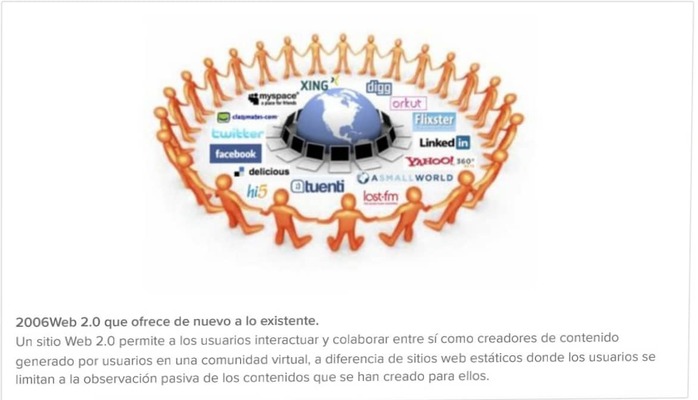 XING
digg
myspace
a place for friends
orkut
classmates.com
Flixster
twitter
LinkedIn
facebook
YAHOO! 360°
delicious
ASMALLWORLD
hi5
tuenti
last·fm
2006Web 2.0 que ofrece de nuevo a lo existente.
Un sitio Web 2.0 permite a los usuarios interactuar y colaborar entre sí como creadores de contenido
generado por usuarios en una comunidad virtual, a diferencia de sitios web estáticos donde los usuarios se
limitan a la observación pasiva de los contenidos que se han creado para ellos.